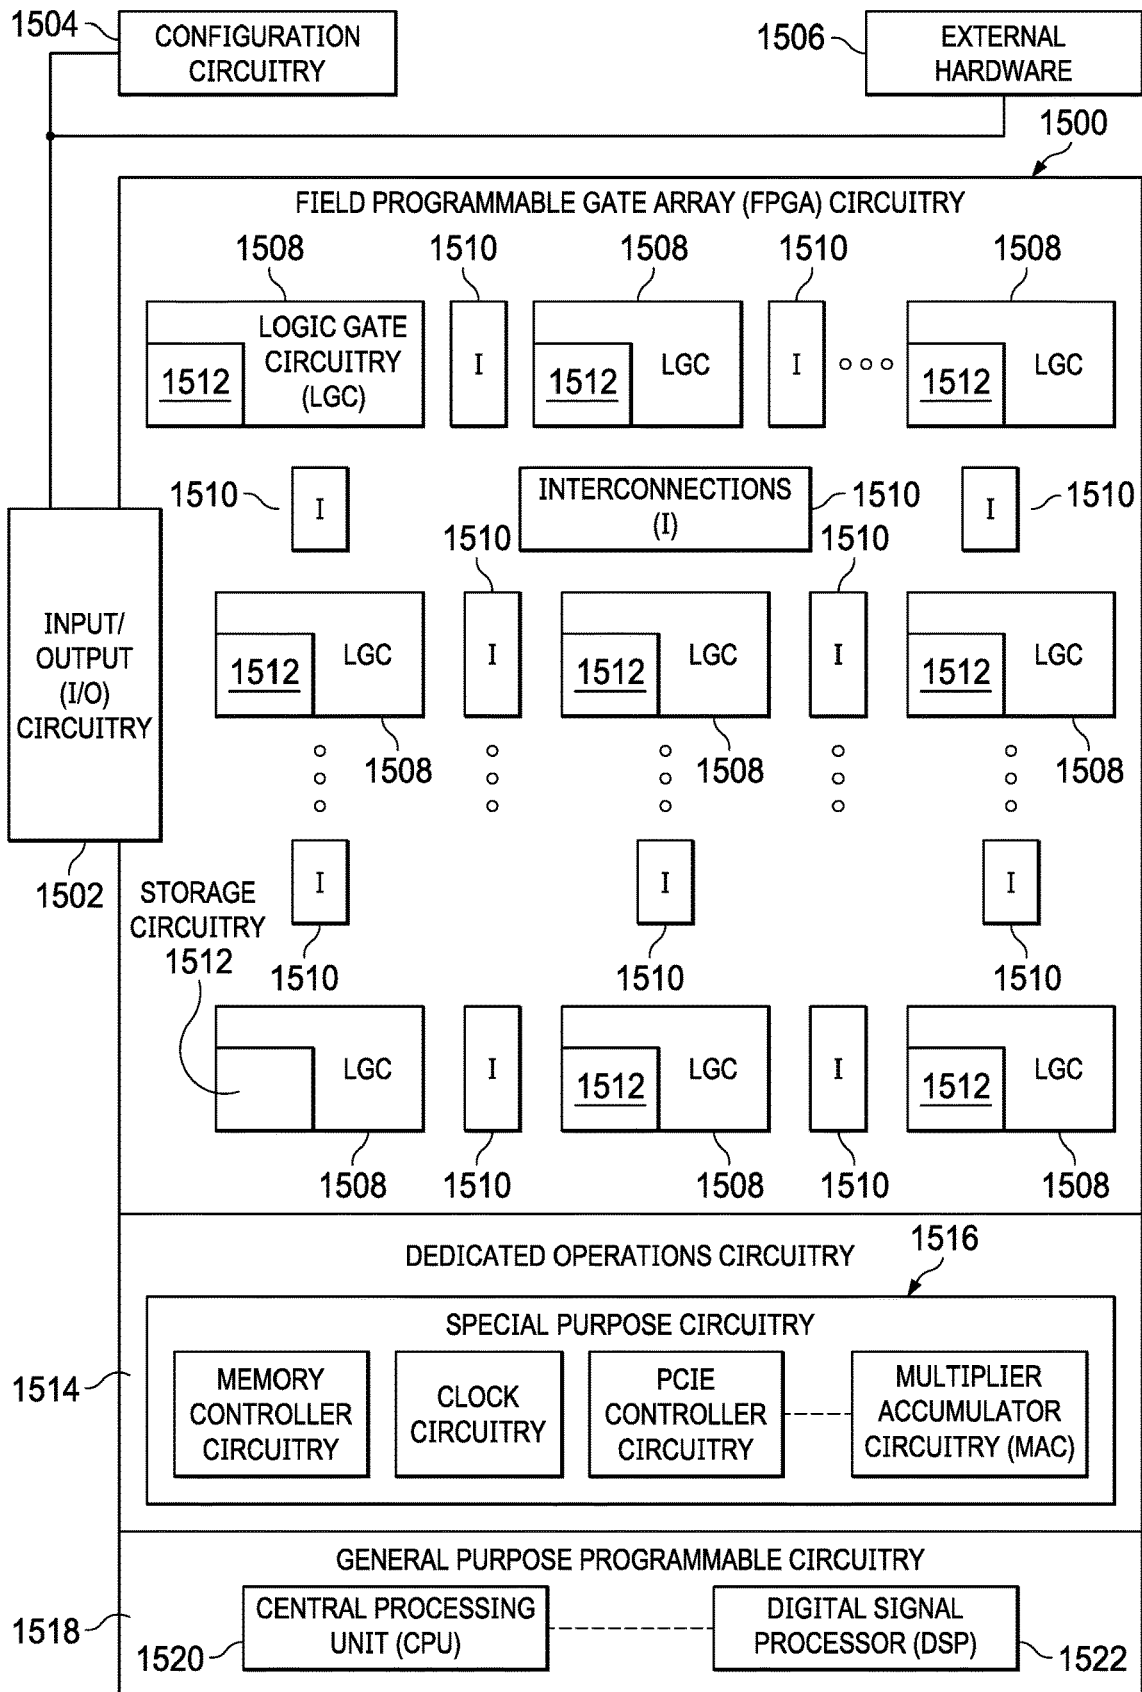 1504
CONFIGURATION
CIRCUITRY
1506
EXTERNAL
HARDWARE
1500
FIELD PROGRAMMABLE GATE ARRAY (FPGA) CIRCUITRY
1508 1510 1508 1510 1508
LOGIC GATE
CIRCUITRY
(LGC)
1512
I
1512
LGC
I
1512
LGC
1510
I
INTERCONNECTIONS
(I)
1510
I
1510
1510
1510
INPUT/
OUTPUT
(I/O)
CIRCUITRY
1502
1512
LGC
I
1512
LGC
I
1512
LGC
1508 1508 1508
I I I
STORAGE
CIRCUITRY
1512
1510 1510 1510
LGC
I
1512
LGC
I
1512
LGC
1508 1510 1508 1510 1508
DEDICATED OPERATIONS CIRCUITRY
1516
SPECIAL PURPOSE CIRCUITRY
1514
MEMORY
CONTROLLER
CIRCUITRY
CLOCK
CIRCUITRY
PCIE
CONTROLLER
CIRCUITRY
MULTIPLIER
ACCUMULATOR
CIRCUITRY (MAC)
GENERAL PURPOSE PROGRAMMABLE CIRCUITRY
1518
CENTRAL PROCESSING
UNIT (CPU)
1520
DIGITAL SIGNAL
PROCESSOR (DSP)
1522